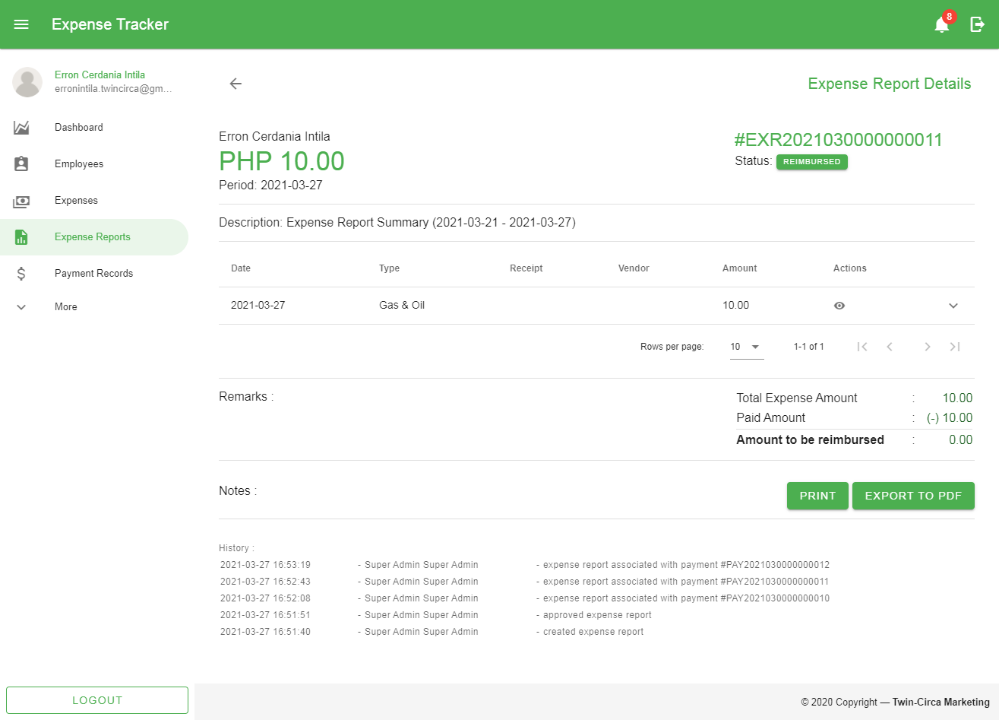 Expense Tracker
8
Erron Cerdania Intila
erronintila.twincirca@gm...
Dashboard
Employees
Expenses
Expense Reports
Payment Records
More
LOGOUT
Expense Report Details
Erron Cerdania Intila
PHP 10.00
Period: 2021-03-27
#EXR2021030000000011
Status: REIMBURSED
Description: Expense Report Summary (2021-03-21 - 2021-03-27)
Date Type Receipt Vendor Amount Actions
2021-03-27 Gas & Oil 10.00
Rows per page: 10 1-1 of 1
Remarks :
Total Expense Amount : 10.00
Paid Amount : (-) 10.00
Amount to be reimbursed : 0.00
Notes :
PRINT EXPORT TO PDF
History :
2021-03-27 16:53:19 - Super Admin Super Admin - expense report associated with payment #PAY2021030000000012
2021-03-27 16:52:43 - Super Admin Super Admin - expense report associated with payment #PAY2021030000000011
2021-03-27 16:52:08 - Super Admin Super Admin - expense report associated with payment #PAY2021030000000010
2021-03-27 16:51:51 - Super Admin Super Admin - approved expense report
2021-03-27 16:51:40 - Super Admin Super Admin - created expense report
© 2020 Copyright — Twin-Circa Marketing